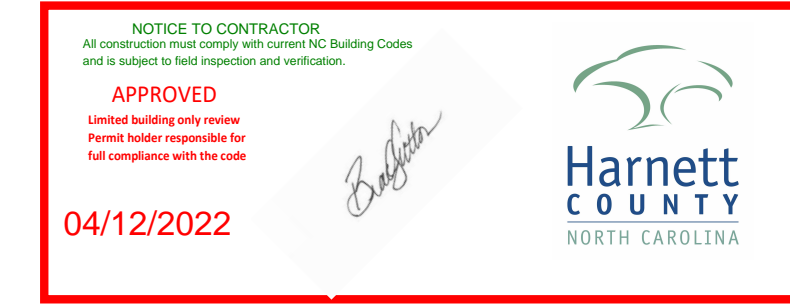 NOTICE TO CONTRACTOR
All construction must comply with current NC Building Codes
and is subject to field inspection and verification.
APPROVED
Limited building only review
Permit holder responsible for
full compliance with the code
04/12/2022
Harnett
COUNTY
NORTH CAROLINA